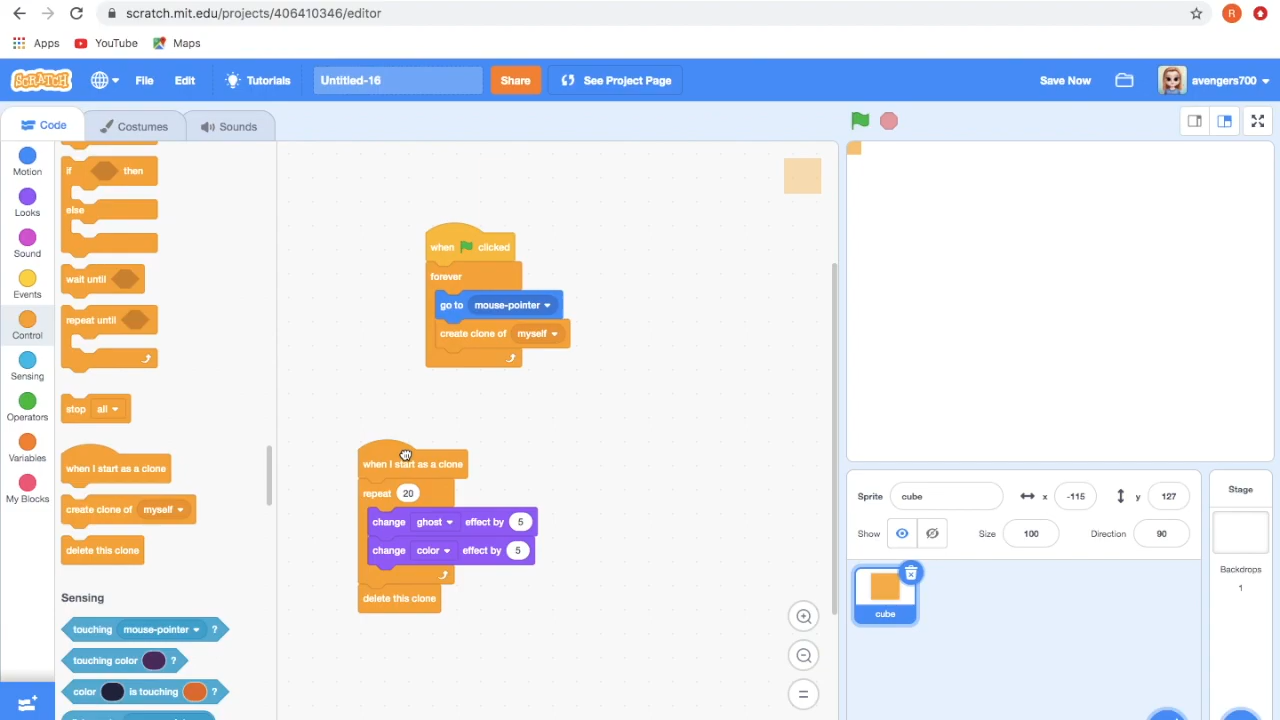 scratch.mit.edu/projects/406410346/editor
R
Apps YouTube Maps
SCRATCH File Edit Tutorials Untitled-16 Share See Project Page Save Now avengers700
Code Costumes Sounds
Motion
Looks
Sound
Events
Control
Sensing
Operators
Variables
My Blocks
if then
else
wait until
repeat until
stop all
when I start as a clone
create clone of myself
delete this clone
Sensing
touching mouse-pointer ?
touching color ?
color is touching ?
when clicked
forever
go to mouse-pointer
create clone of myself
when I start as a clone
repeat 20
change ghost effect by 5
change color effect by 5
delete this clone
Sprite cube x -115 y 127
Show Size 100 Direction 90
cube
Stage
Backdrops
1